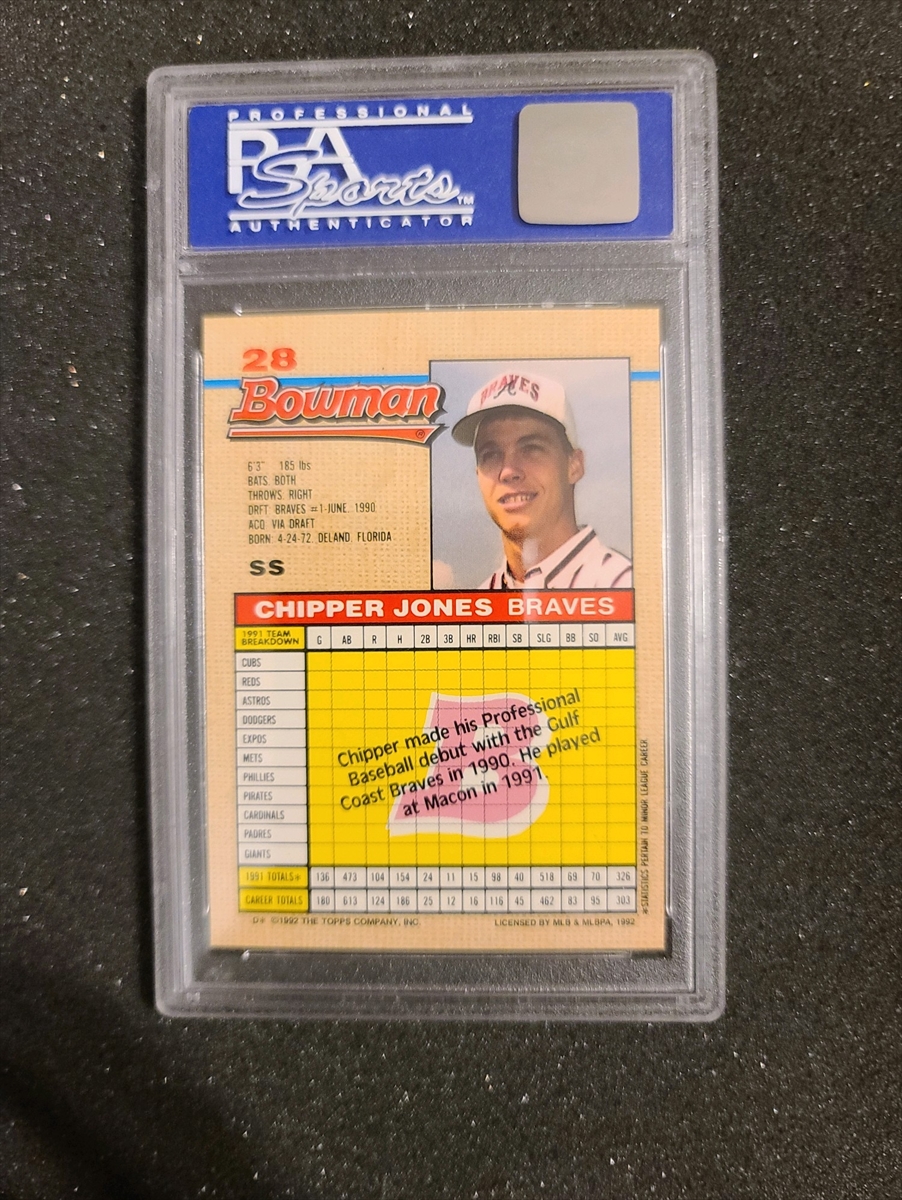 PROFESSIONAL
PSA
Sports™
AUTHENTICATOR
28
Bowman®
BRAVES
A
6'3" 185 lbs
BATS: BOTH
THROWS: RIGHT
DRFT: BRAVES #1-JUNE, 1990
ACQ: VIA DRAFT
BORN: 4-24-72, DELAND, FLORIDA
SS
CHIPPER JONES BRAVES
1991 TEAM BREAKDOWN G AB R H 2B 3B HR RBI SB SLG BB SO AVG
CUBS
REDS
ASTROS
DODGERS
EXPOS
METS
PHILLIES
PIRATES
CARDINALS
PADRES
GIANTS
B
Chipper made his Professional
Baseball debut with the Gulf
Coast Braves in 1990. He played
at Macon in 1991.
1991 TOTALS* 136 473 104 154 24 11 15 98 40 518 69 70 326
CAREER TOTALS 180 613 124 186 25 12 16 116 45 462 83 95 303
*STATISTICS PERTAIN TO MINOR LEAGUE CAREER
D* ©1992 THE TOPPS COMPANY, INC. LICENSED BY MLB & MLBPA, 1992